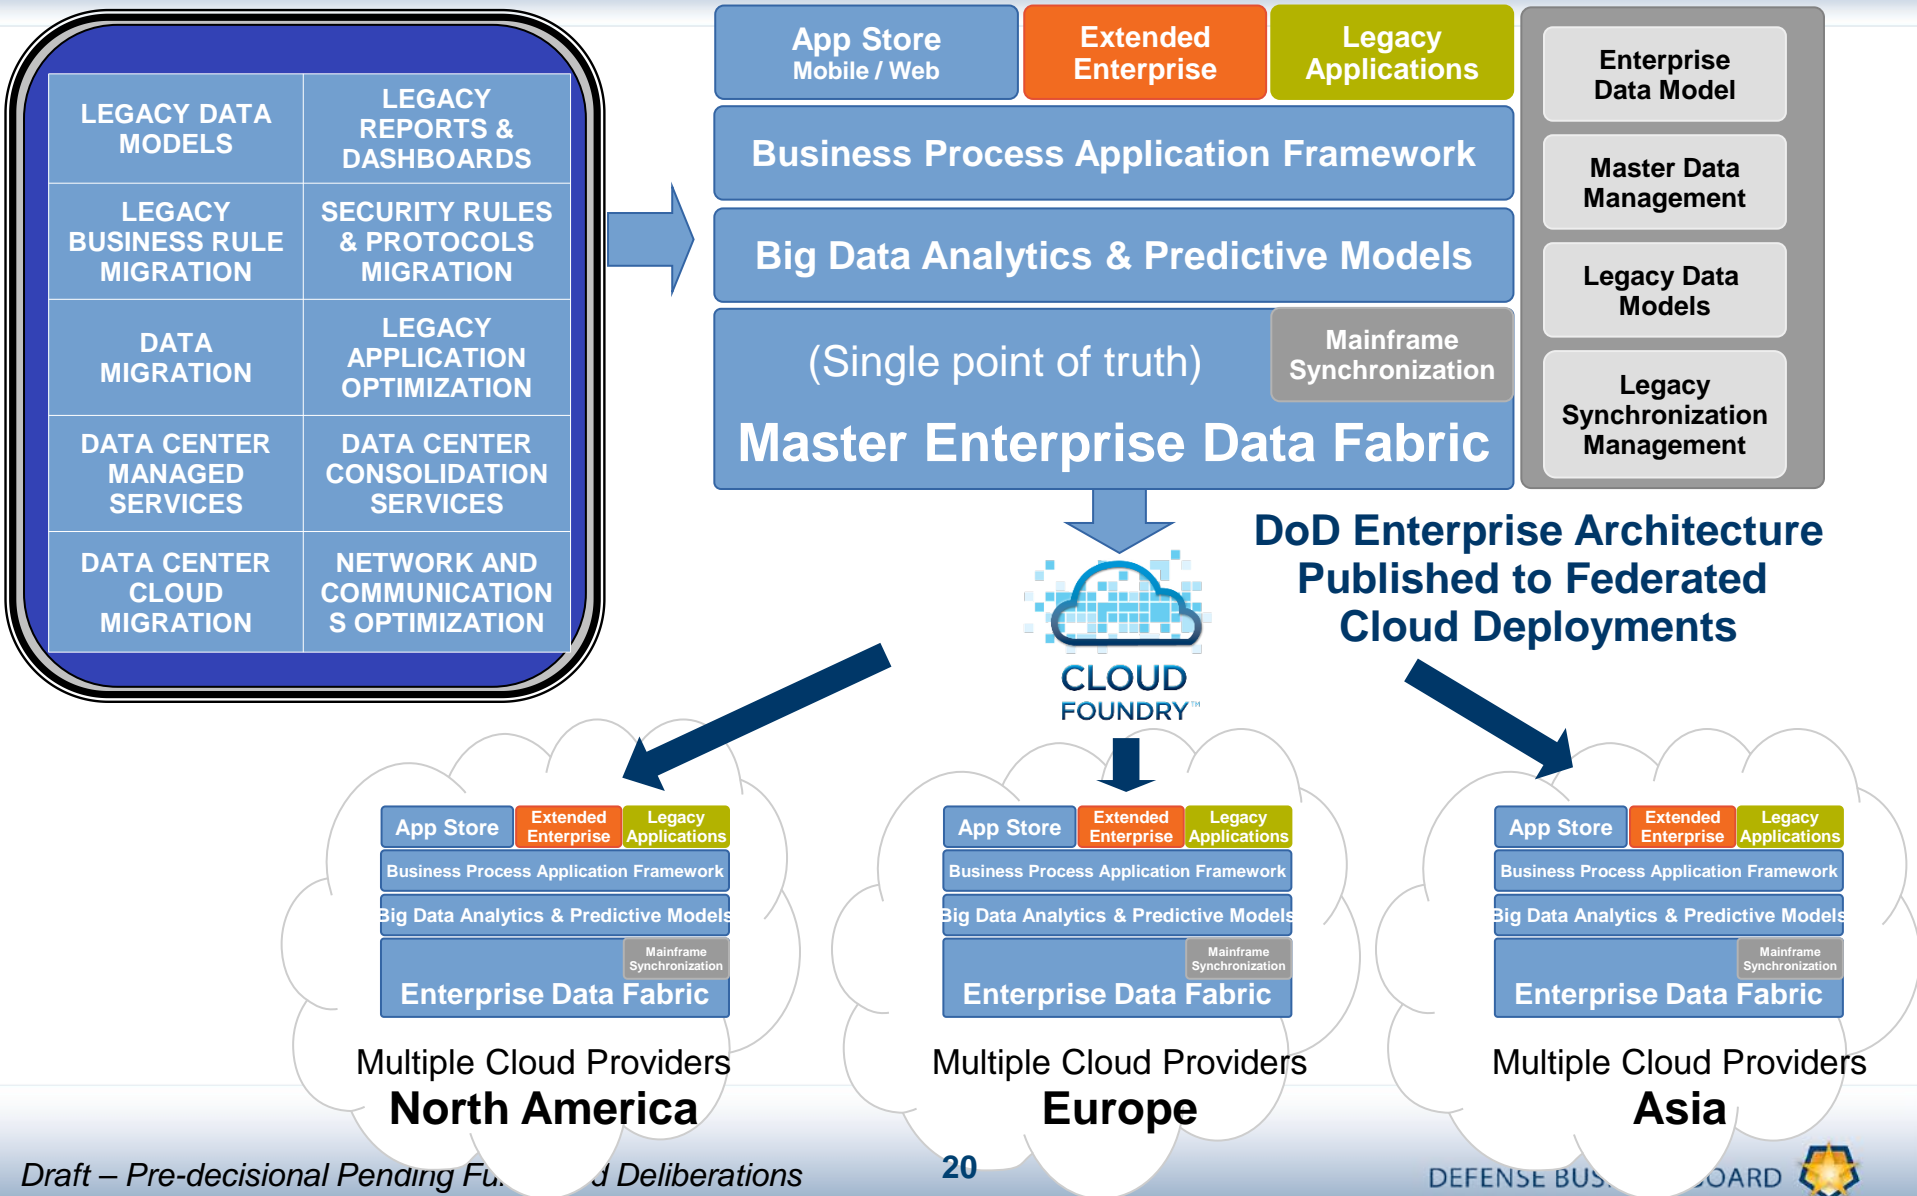 LEGACY DATA
MODELS
LEGACY
REPORTS &
DASHBOARDS
LEGACY
BUSINESS RULE
MIGRATION
SECURITY RULES
& PROTOCOLS
MIGRATION
DATA
MIGRATION
LEGACY
APPLICATION
OPTIMIZATION
DATA CENTER
MANAGED
SERVICES
DATA CENTER
CONSOLIDATION
SERVICES
DATA CENTER
CLOUD
MIGRATION
NETWORK AND
COMMUNICATION
S OPTIMIZATION
App Store
Mobile / Web
Extended
Enterprise
Legacy
Applications
Business Process Application Framework
Big Data Analytics & Predictive Models
(Single point of truth)
Mainframe
Synchronization
Master Enterprise Data Fabric
Enterprise
Data Model
Master Data
Management
Legacy Data
Models
Legacy
Synchronization
Management
DoD Enterprise Architecture
Published to Federated
Cloud Deployments
CLOUD
FOUNDRY™
App Store
Extended
Enterprise
Legacy
Applications
Business Process Application Framework
Big Data Analytics & Predictive Models
Mainframe
Synchronization
Enterprise Data Fabric
Multiple Cloud Providers
North America
App Store
Extended
Enterprise
Legacy
Applications
Business Process Application Framework
Big Data Analytics & Predictive Models
Mainframe
Synchronization
Enterprise Data Fabric
Multiple Cloud Providers
Europe
App Store
Extended
Enterprise
Legacy
Applications
Business Process Application Framework
Big Data Analytics & Predictive Models
Mainframe
Synchronization
Enterprise Data Fabric
Multiple Cloud Providers
Asia
Draft – Pre-decisional Pending Deliberations
20
DEFENSE